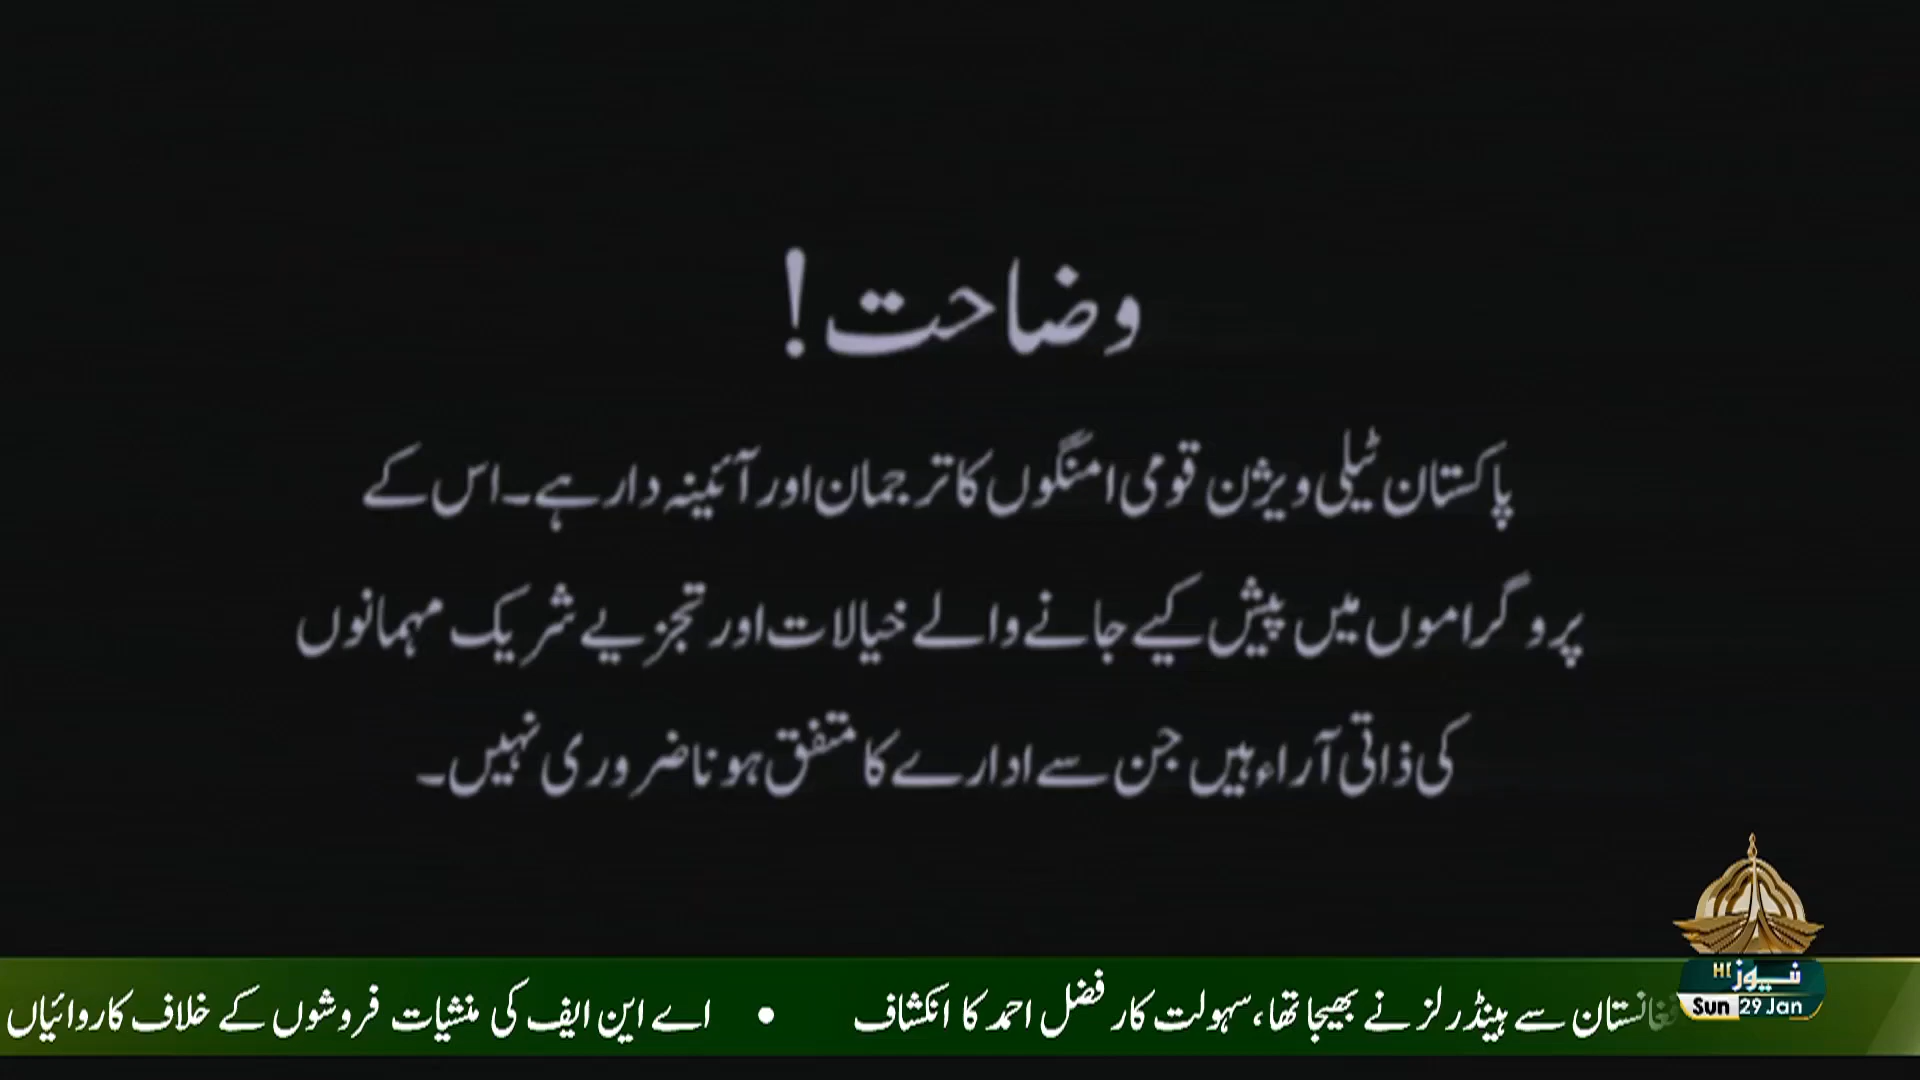 وضاحت!
پاکستان ٹیلی ویژن قومی امنگوں کا ترجمان اور آئینہ دار ہے۔ اس کے
پروگراموں میں پیش کیے جانے والے خیالات اور تجزیے شریک مہمانوں
کی ذاتی آراء ہیں جن سے ادارے کا متفق ہونا ضروری نہیں۔
نیوز HD
Sun 29 Jan
فغانستان سے ہینڈلرز نے بھیجا تھا، سہولت کار فضل احمد کا انکشاف • اے این ایف کی منشیات فروشوں کے خلاف کاروائیاں